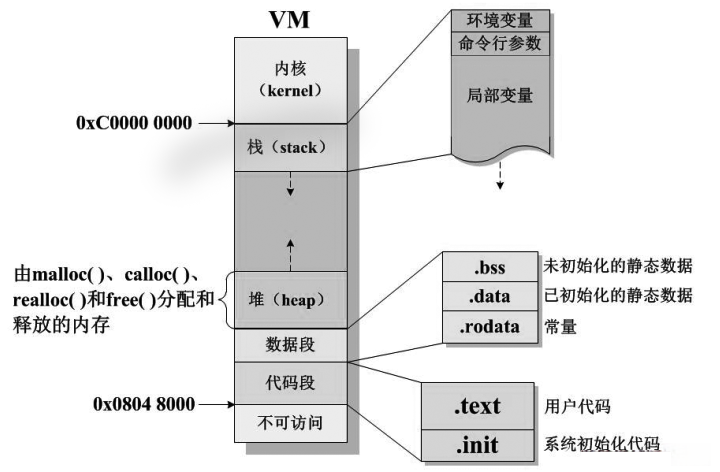 VM
内核
（kernel）
0xC0000 0000
栈（stack）
由malloc( )、calloc( )、
realloc( )和free( )分配和
释放的内存
堆（heap）
数据段
代码段
0x0804 8000
不可访问
环境变量
命令行参数
局部变量
.bss 未初始化的静态数据
.data 已初始化的静态数据
.rodata 常量
.text 用户代码
.init 系统初始化代码